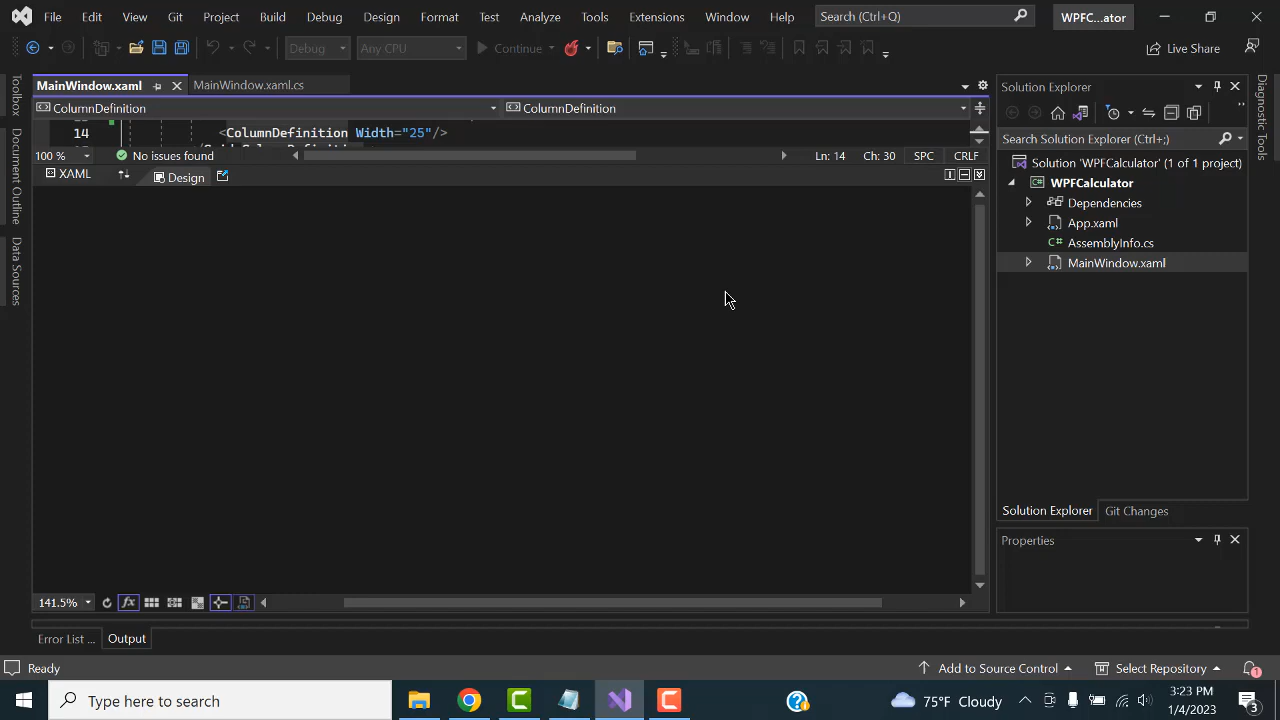 File Edit View Git Project Build Debug Design Format Test Analyze Tools Extensions Window Help Search (Ctrl+Q) WPFC...ator
Debug Any CPU Continue Live Share
MainWindow.xaml MainWindow.xaml.cs
ColumnDefinition ColumnDefinition
14 <ColumnDefinition Width="25"/>
100 % No issues found Ln: 14 Ch: 30 SPC CRLF
XAML Design
141.5%
Toolbox
Document Outline
Data Sources
Solution Explorer
Search Solution Explorer (Ctrl+;)
Solution 'WPFCalculator' (1 of 1 project)
WPFCalculator
Dependencies
App.xaml
C# AssemblyInfo.cs
MainWindow.xaml
Solution Explorer Git Changes
Properties
Diagnostic Tools
Error List ... Output
Ready Add to Source Control Select Repository 1
Type here to search 75°F Cloudy 3:23 PM
1/4/2023 3